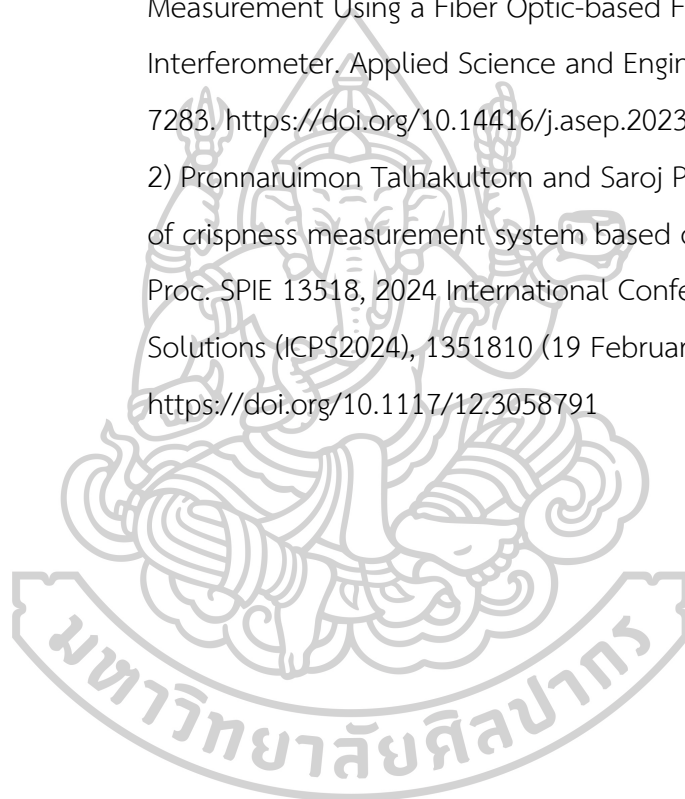 Measurement Using a Fiber Optic-based F
Interferometer. Applied Science and Engin
7283. https://doi.org/10.14416/j.asep.2023
2) Pronnaruimon Talhakultorn and Saroj P
of crispness measurement system based
Proc. SPIE 13518, 2024 International Confe
Solutions (ICPS2024), 1351810 (19 Februar
https://doi.org/10.1117/12.3058791
มหาวิทยาลัยศิลปากร